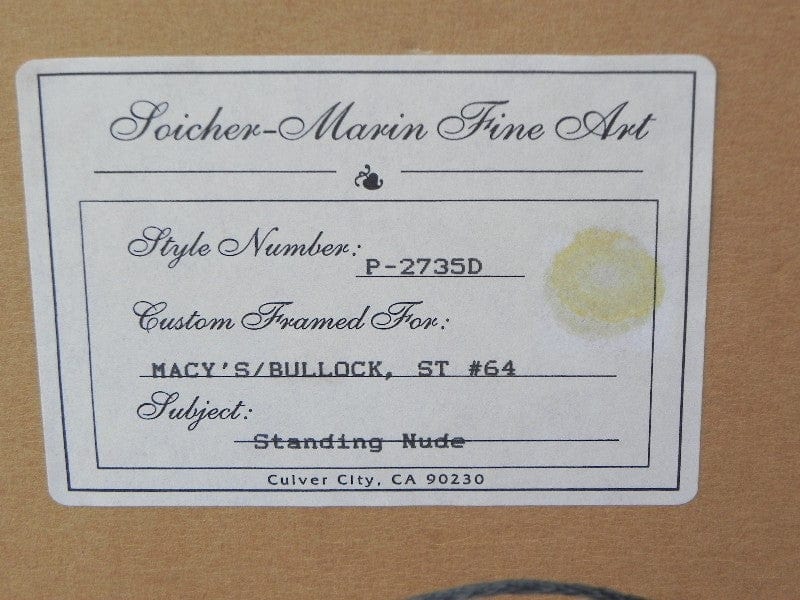 Soicher-Marin Fine Art
Style Number: P-2735D
Custom Framed For:
MACY'S/BULLOCK, ST #64
Subject:
Standing Nude
Culver City, CA 90230